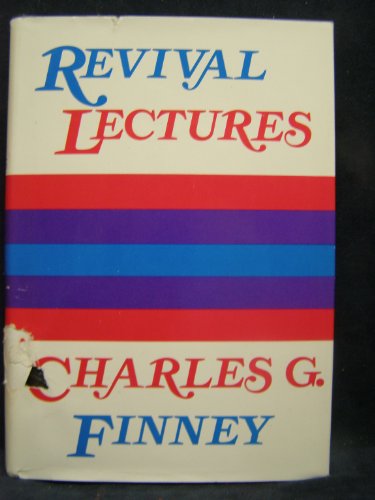 REVIVAL
LECTURES
CHARLES G.
FINNEY